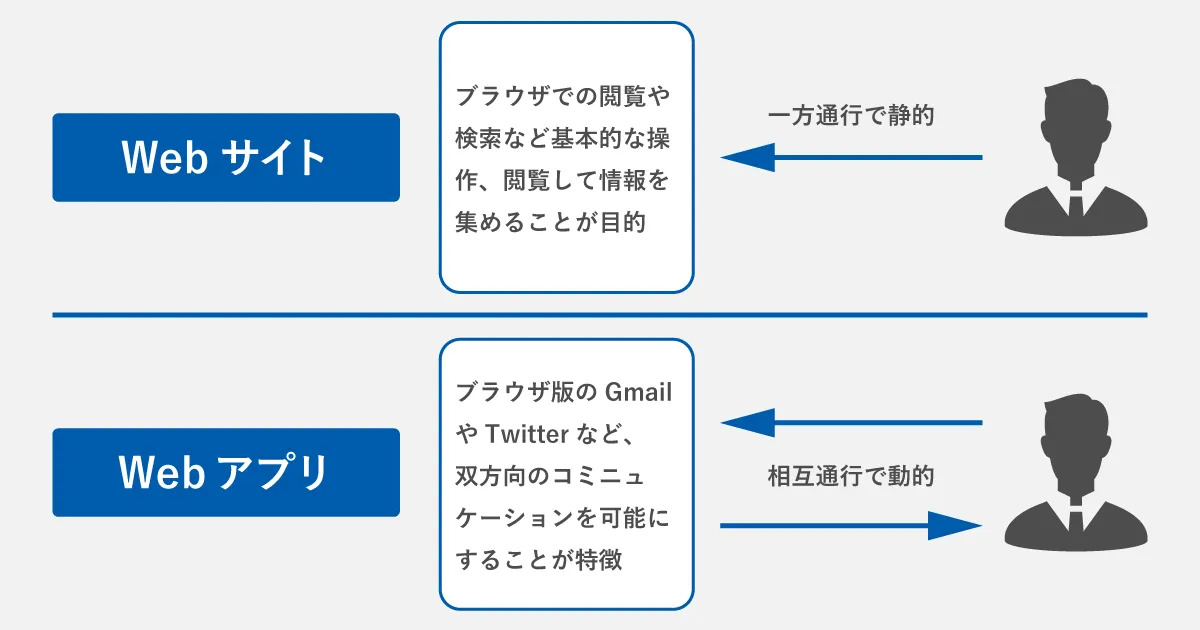 Web サイト
ブラウザでの閲覧や
検索など基本的な操
作、閲覧して情報を
集めることが目的
一方通行で静的
Web アプリ
ブラウザ版の Gmail
や Twitter など、
双方向のコミニュ
ケーションを可能に
することが特徴
相互通行で動的